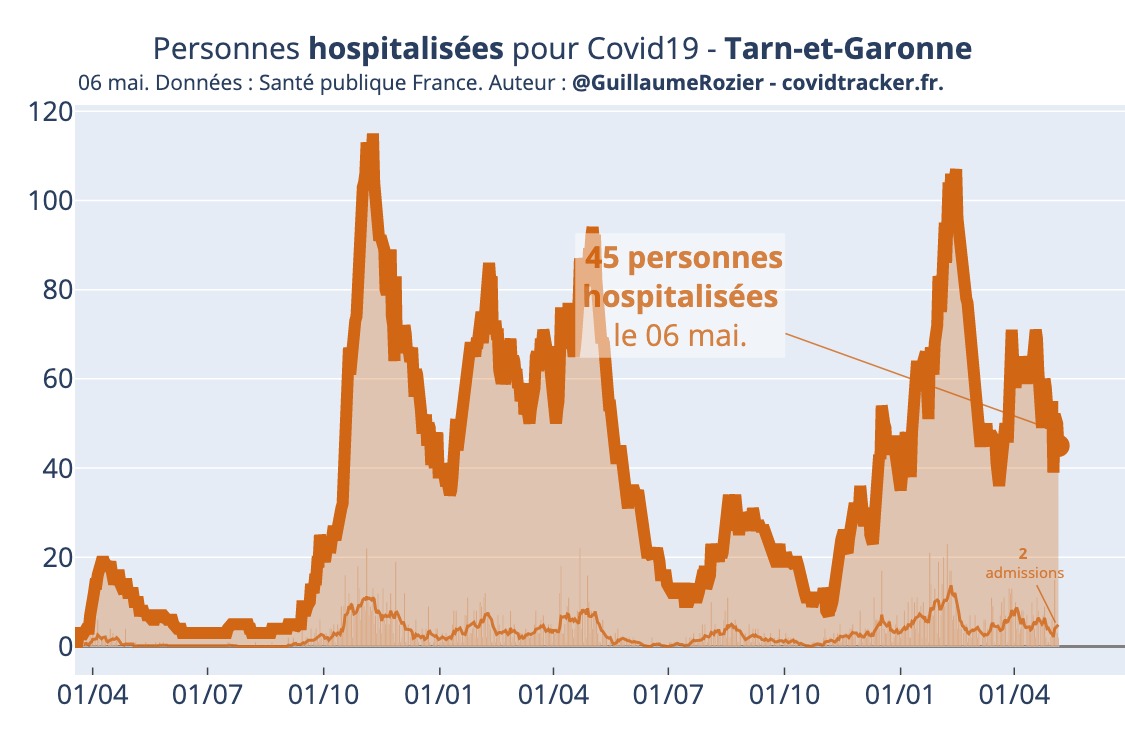 Personnes hospitalisées pour Covid19 - Tarn-et-Garonne
06 mai. Données : Santé publique France. Auteur : @GuillaumeRozier - covidtracker.fr.
120
100
80
60
40
20
0
45 personnes
hospitalisées
le 06 mai.
2
admissions
01/04 01/07 01/10 01/01 01/04 01/07 01/10 01/01 01/04